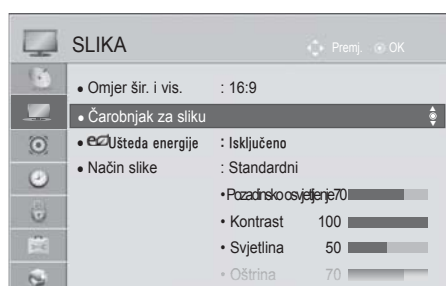 SLIKA
Premj. OK
• Omjer šir. i vis. : 16:9
• Čarobnjak za sliku
• eco Ušteda energije : Isključeno
• Način slike : Standardni
• Pozadinsko osvjetljenje 70
• Kontrast 100
• Svjetlina 50
• Oštrina 70